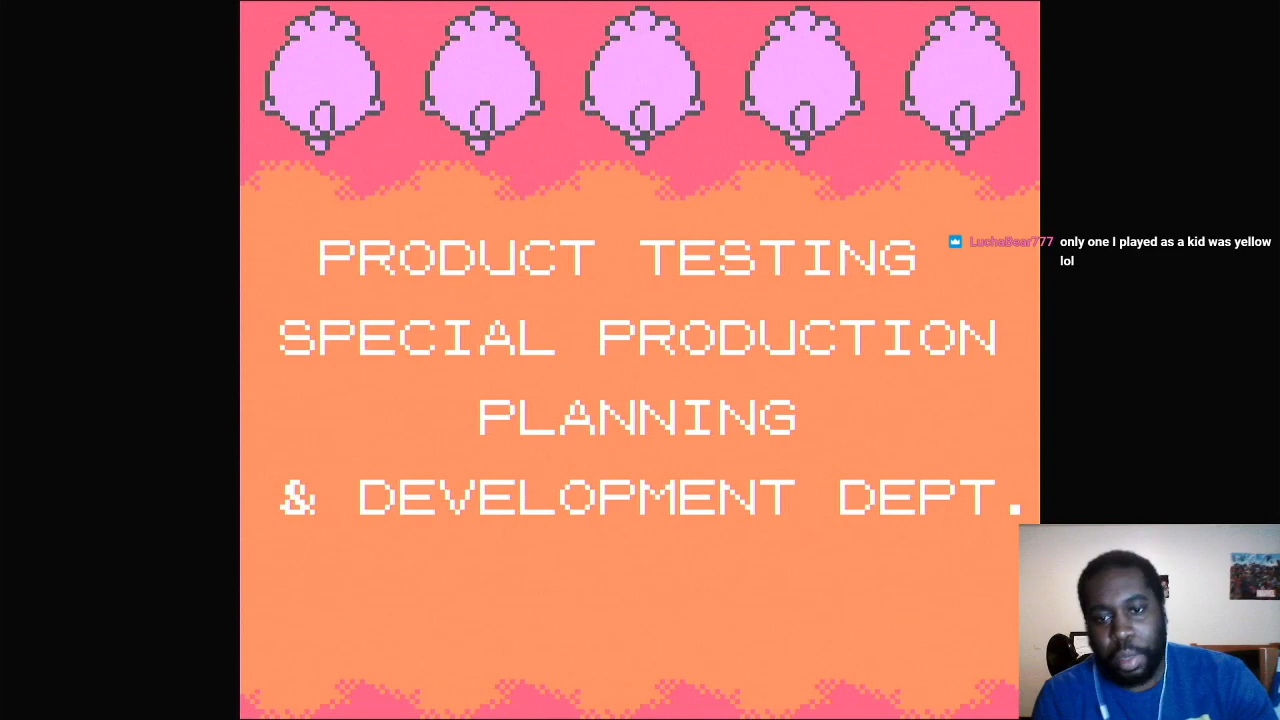 PRODUCT TESTING
SPECIAL PRODUCTION
PLANNING
& DEVELOPMENT DEPT.
LuchaBear777 only one I played as a kid was yellow
lol